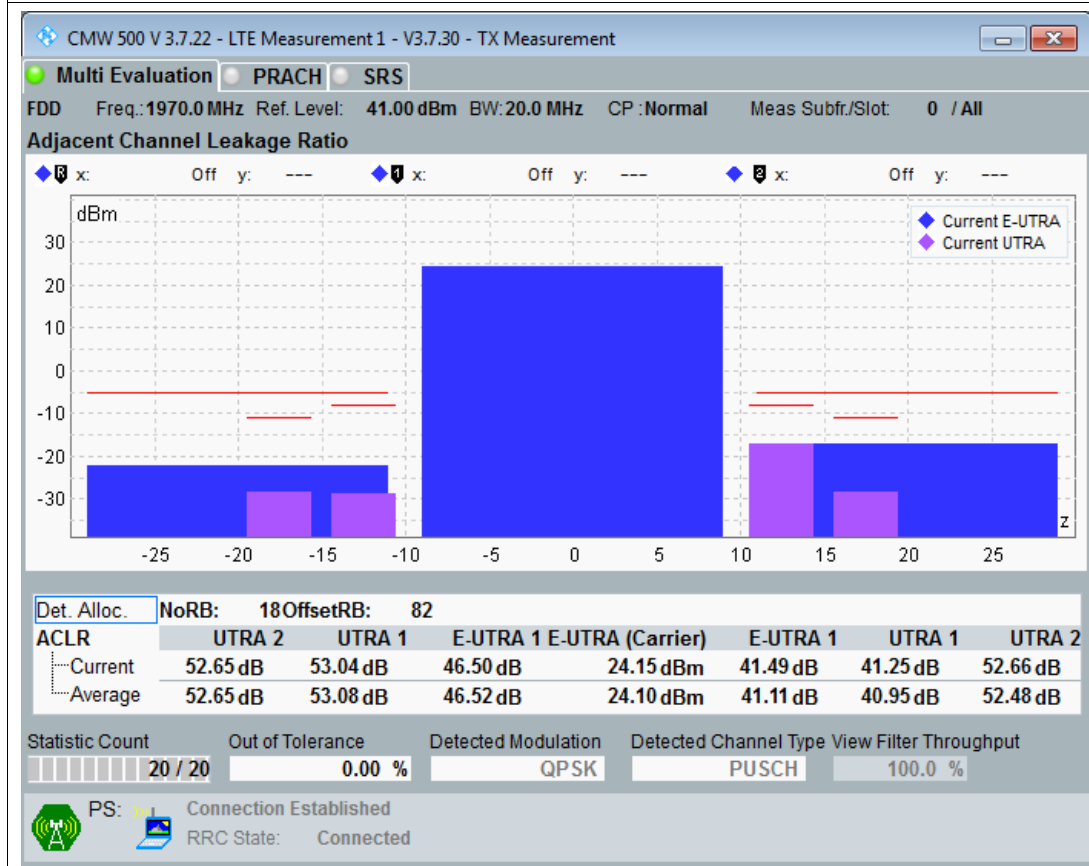 CMW 500 V 3.7.22 - LTE Measurement 1 - V3.7.30 - TX Measurement
Multi Evaluation PRACH SRS
FDD Freq.: 1970.0 MHz Ref. Level: 41.00 dBm BW: 20.0 MHz CP : Normal Meas Subfr./Slot: 0 / All
Adjacent Channel Leakage Ratio
R x: Off y: --- 1 x: Off y: --- 2 x: Off y: ---
dBm
Current E-UTRA
Current UTRA
30
20
10
0
-10
-20
-30
z
-25 -20 -15 -10 -5 0 5 10 15 20 25
Det. Alloc. NoRB: 18 OffsetRB: 82
ACLR UTRA 2 UTRA 1 E-UTRA 1 E-UTRA (Carrier) E-UTRA 1 UTRA 1 UTRA 2
Current 52.65 dB 53.04 dB 46.50 dB 24.15 dBm 41.49 dB 41.25 dB 52.66 dB
Average 52.65 dB 53.08 dB 46.52 dB 24.10 dBm 41.11 dB 40.95 dB 52.48 dB
Statistic Count Out of Tolerance Detected Modulation Detected Channel Type View Filter Throughput
20 / 20 0.00 % QPSK PUSCH 100.0 %
PS: Connection Established
RRC State: Connected